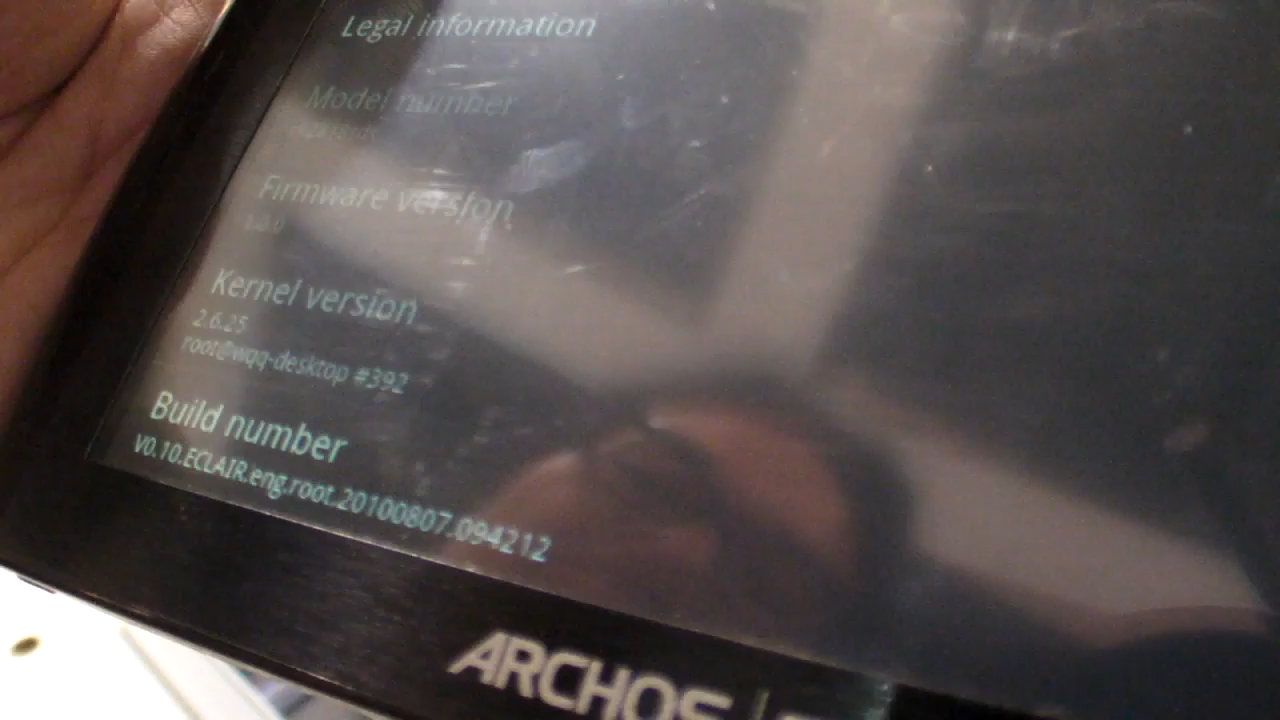 Legal information
Model number
Firmware version
Kernel version
2.6.25
root@wqq-desktop #392
Build number
V0.10.ECLAIR.eng.root.20100807.094212
ARCHOS